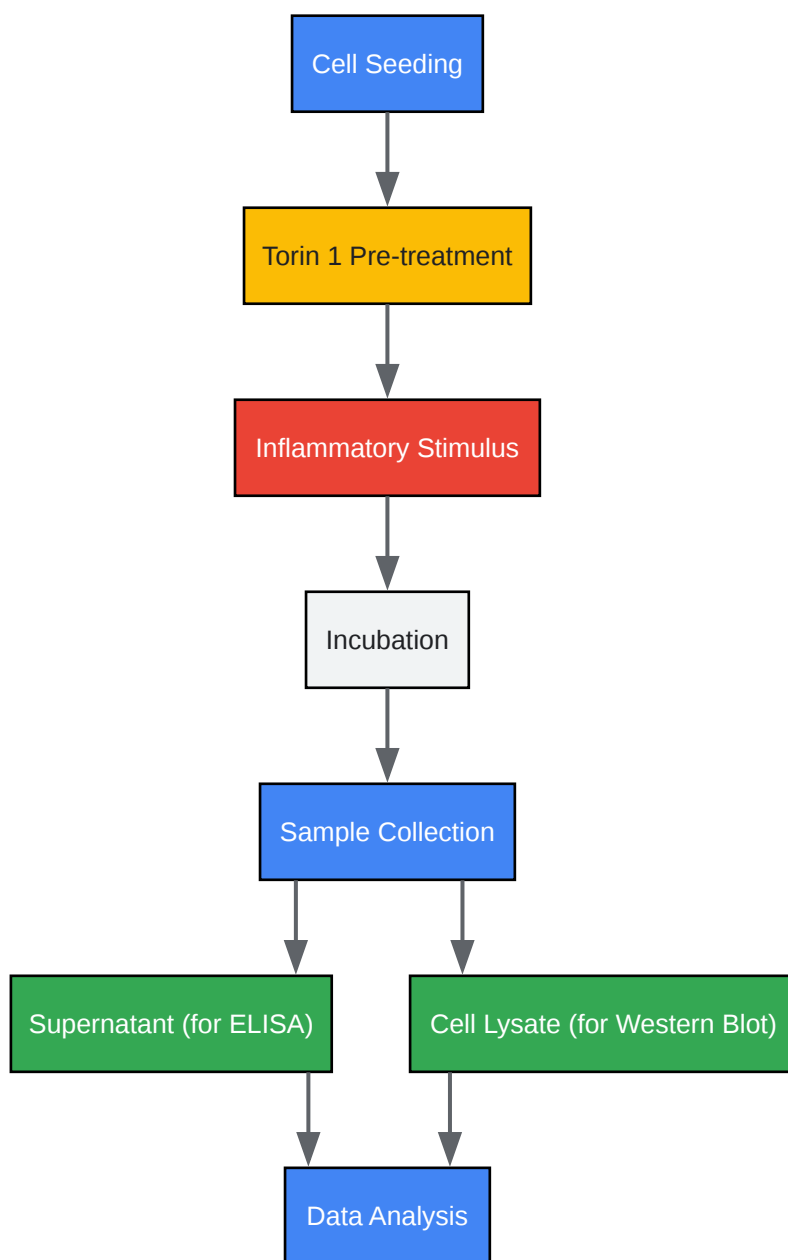 Cell Seeding
Torin 1 Pre-treatment
Inflammatory Stimulus
Incubation
Sample Collection
Supernatant (for ELISA)
Cell Lysate (for Western Blot)
Data Analysis